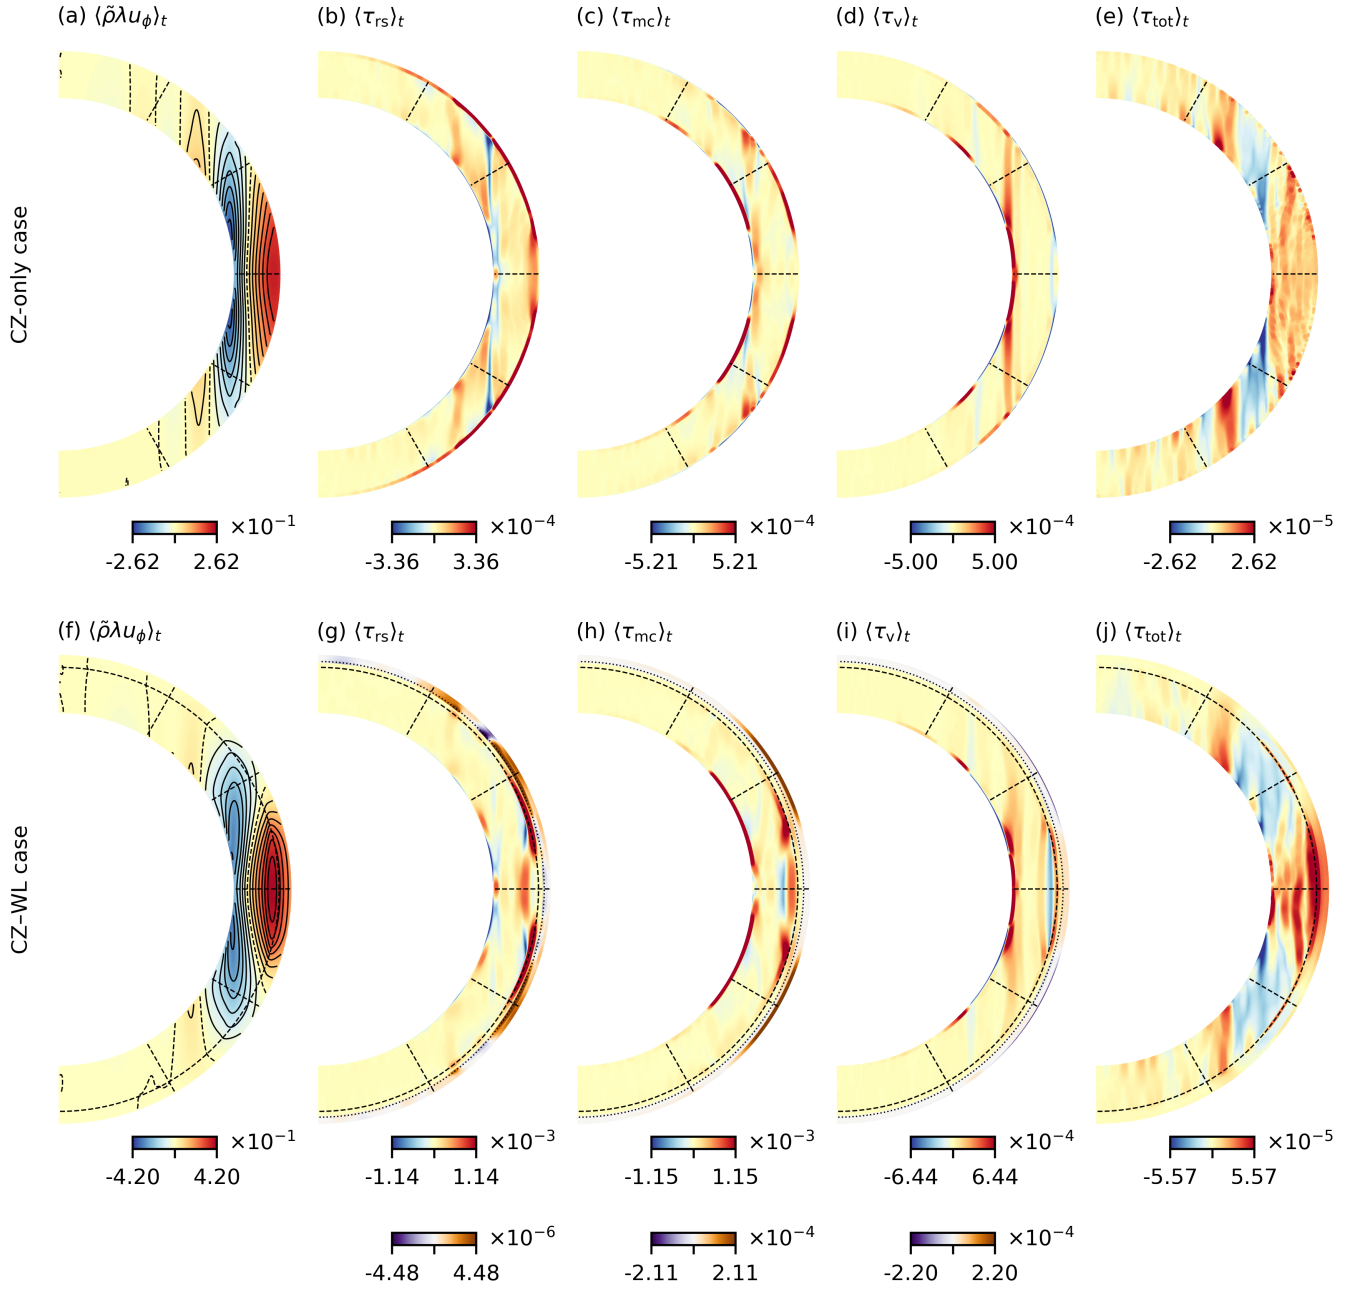 (a) ⟨ρ̃λu_ϕ⟩_t
(b) ⟨τ_rs⟩_t
(c) ⟨τ_mc⟩_t
(d) ⟨τ_v⟩_t
(e) ⟨τ_tot⟩_t
CZ-only case
×10⁻¹
-2.62 2.62
×10⁻⁴
-3.36 3.36
×10⁻⁴
-5.21 5.21
×10⁻⁴
-5.00 5.00
×10⁻⁵
-2.62 2.62
(f) ⟨ρ̃λu_ϕ⟩_t
(g) ⟨τ_rs⟩_t
(h) ⟨τ_mc⟩_t
(i) ⟨τ_v⟩_t
(j) ⟨τ_tot⟩_t
CZ–WL case
×10⁻¹
-4.20 4.20
×10⁻³
-1.14 1.14
×10⁻³
-1.15 1.15
×10⁻⁴
-6.44 6.44
×10⁻⁵
-5.57 5.57
×10⁻⁶
-4.48 4.48
×10⁻⁴
-2.11 2.11
×10⁻⁴
-2.20 2.20